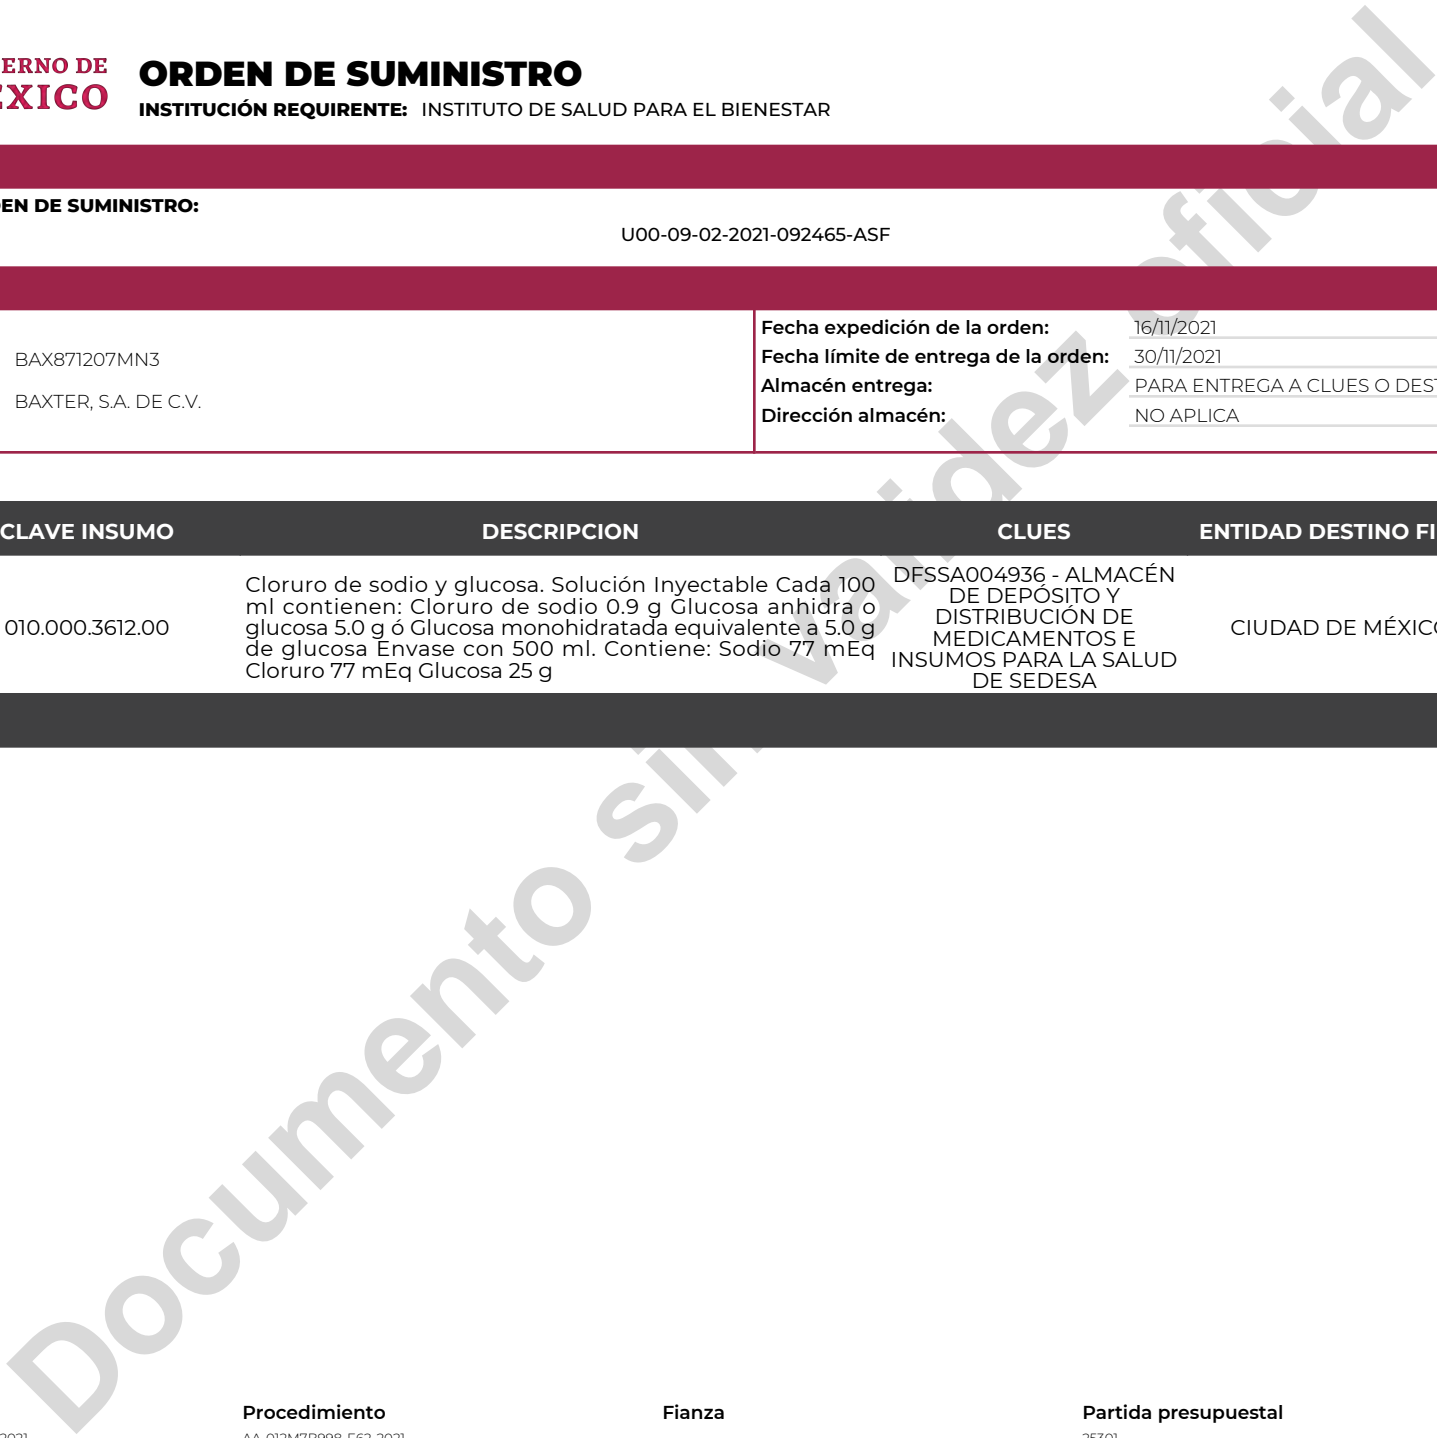 ERNO DE
ÉXICO
ORDEN DE SUMINISTRO
INSTITUCIÓN REQUIRENTE: INSTITUTO DE SALUD PARA EL BIENESTAR
EN DE SUMINISTRO:
U00-09-02-2021-092465-ASF
BAX871207MN3
BAXTER, S.A. DE C.V.
Fecha expedición de la orden: 16/11/2021
Fecha límite de entrega de la orden: 30/11/2021
Almacén entrega: PARA ENTREGA A CLUES O DEST
Dirección almacén: NO APLICA
CLAVE INSUMO DESCRIPCION CLUES ENTIDAD DESTINO FI
010.000.3612.00
Cloruro de sodio y glucosa. Solución Inyectable Cada 100
ml contienen: Cloruro de sodio 0.9 g Glucosa anhidra o
glucosa 5.0 g ó Glucosa monohidratada equivalente a 5.0 g
de glucosa Envase con 500 ml. Contiene: Sodio 77 mEq
Cloruro 77 mEq Glucosa 25 g
DFSSA004936 - ALMACÉN
DE DEPÓSITO Y
DISTRIBUCIÓN DE
MEDICAMENTOS E
INSUMOS PARA LA SALUD
DE SEDESA
CIUDAD DE MÉXICO
Documento sin validez oficial
Procedimiento Fianza Partida presupuestal